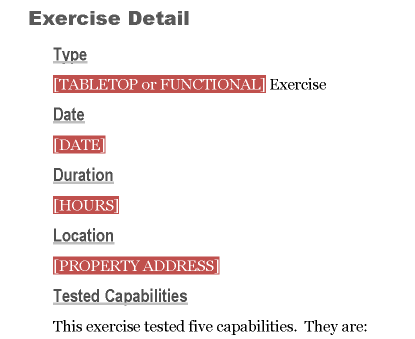 Exercise Detail
Type
[TABLETOP or FUNCTIONAL] Exercise
Date
[DATE]
Duration
[HOURS]
Location
[PROPERTY ADDRESS]
Tested Capabilities
This exercise tested five capabilities.  They are: